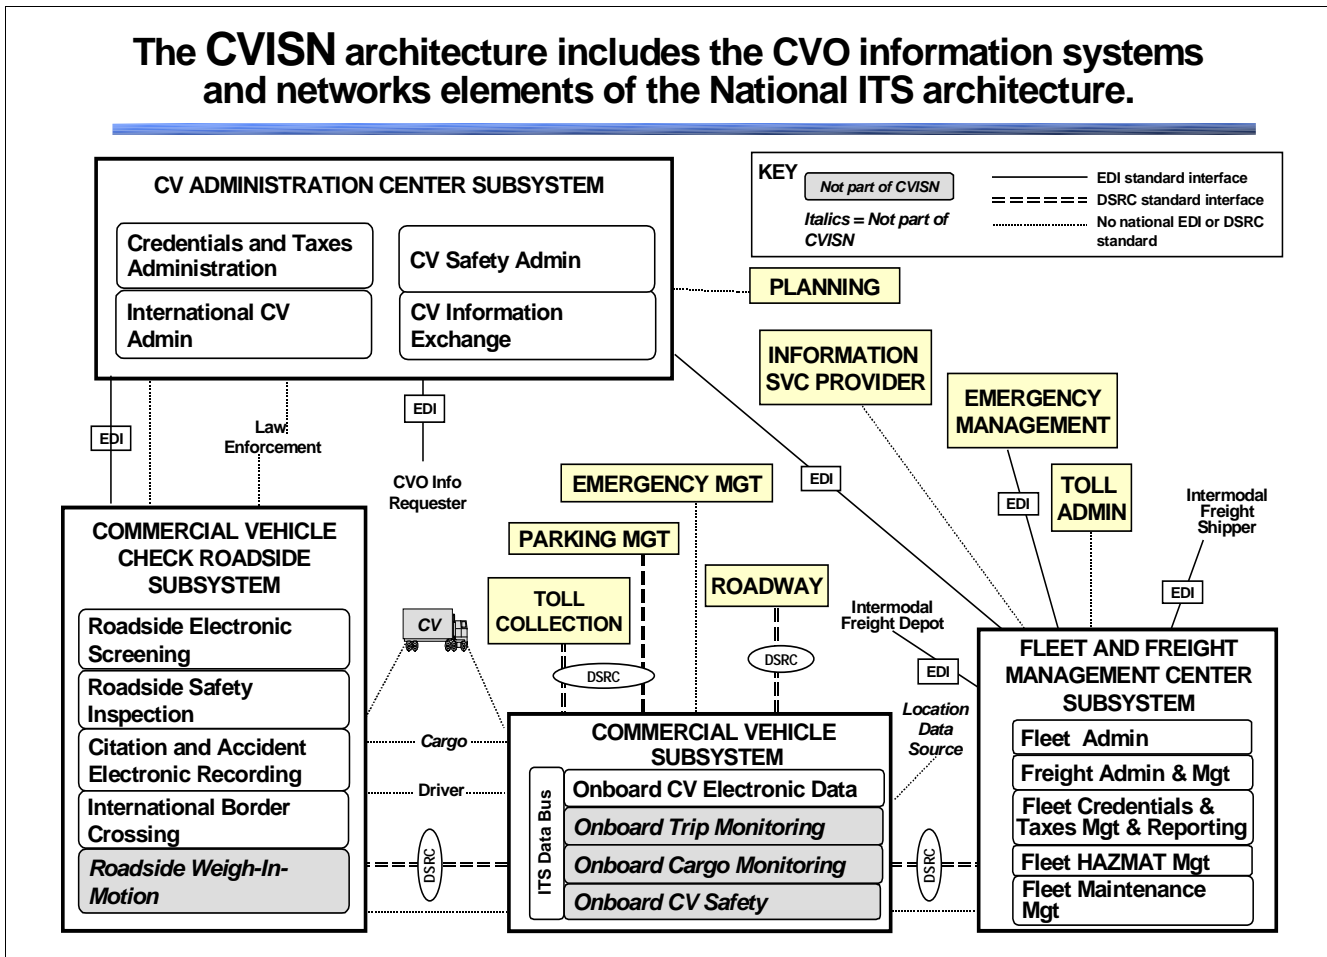 The CVISN architecture includes the CVO information systems
and networks elements of the National ITS architecture.
CV ADMINISTRATION CENTER SUBSYSTEM
Credentials and Taxes
Administration
CV Safety Admin
International CV
Admin
CV Information
Exchange
KEY
Not part of CVISN
Italics = Not part of
CVISN
EDI standard interface
DSRC standard interface
No national EDI or DSRC
standard
PLANNING
INFORMATION
SVC PROVIDER
EMERGENCY
MANAGEMENT
EDI
Law
Enforcement
EDI
CVO Info
Requester
EDI
EMERGENCY MGT
EDI
TOLL
ADMIN
Intermodal
Freight
Shipper
EDI
PARKING MGT
ROADWAY
TOLL
COLLECTION
DSRC
DSRC
CV
Intermodal
Freight Depot
EDI
Location
Data
Source
COMMERCIAL VEHICLE
CHECK ROADSIDE
SUBSYSTEM
Roadside Electronic
Screening
Roadside Safety
Inspection
Citation and Accident
Electronic Recording
International Border
Crossing
Roadside Weigh-In-
Motion
Cargo
Driver
DSRC
COMMERCIAL VEHICLE
SUBSYSTEM
ITS Data Bus
Onboard CV Electronic Data
Onboard Trip Monitoring
Onboard Cargo Monitoring
Onboard CV Safety
DSRC
FLEET AND FREIGHT
MANAGEMENT CENTER
SUBSYSTEM
Fleet Admin
Freight Admin & Mgt
Fleet Credentials &
Taxes Mgt & Reporting
Fleet HAZMAT Mgt
Fleet Maintenance
Mgt